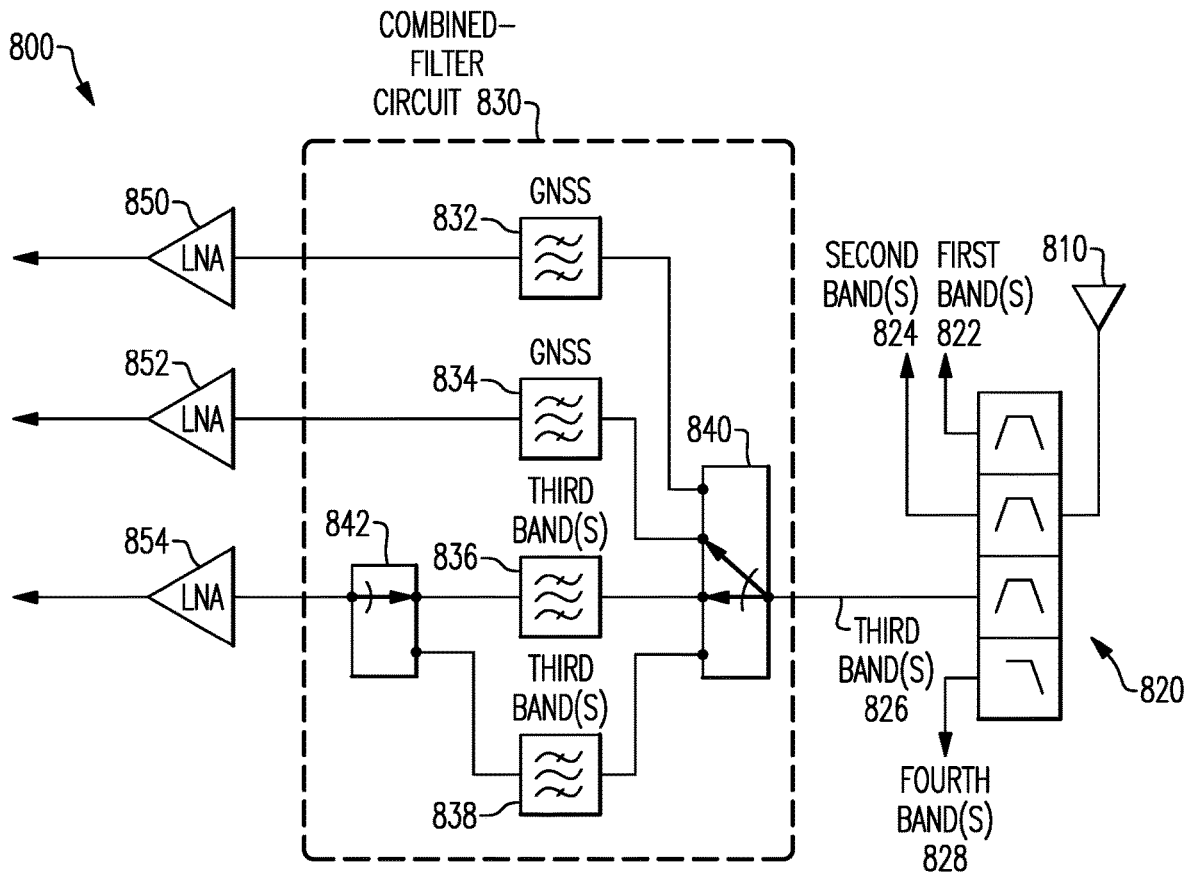 800
COMBINED-
FILTER
CIRCUIT 830
850
LNA
GNSS
832
852
LNA
GNSS
834
854
LNA
842
THIRD
BAND(S)
836
840
THIRD
BAND(S)
838
SECOND
BAND(S)
824
FIRST
BAND(S)
822
810
THIRD
BAND(S)
826
820
FOURTH
BAND(S)
828